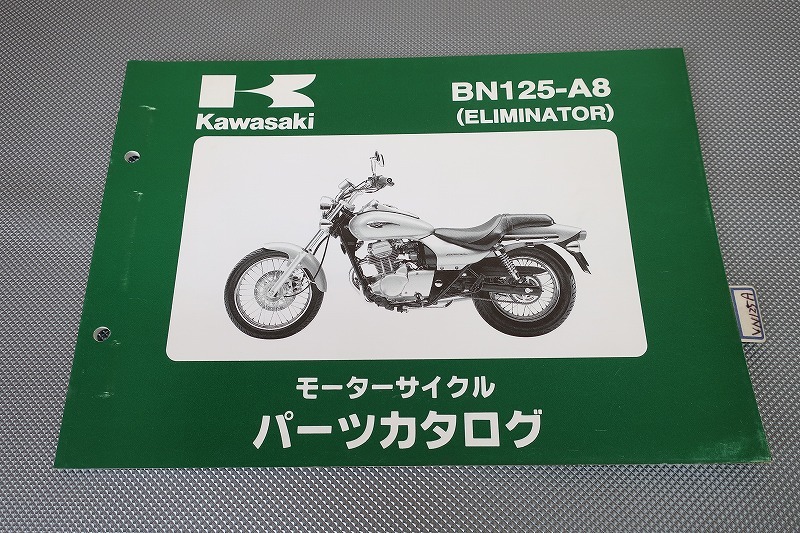 Kawasaki
BN125-A8
(ELIMINATOR)
モーターサイクル
パーツカタログ
VN125A